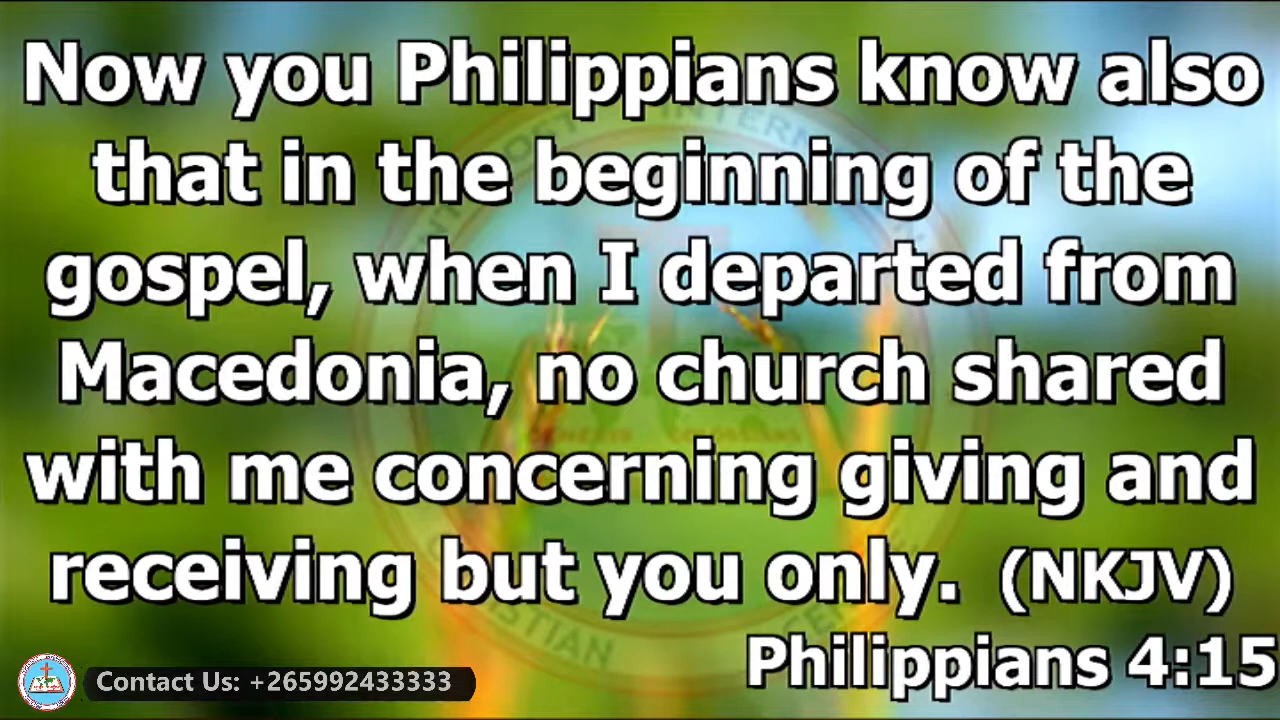 Now you Philippians know also
that in the beginning of the
gospel, when I departed from
Macedonia, no church shared
with me concerning giving and
receiving but you only. (NKJV)
Philippians 4:15
Contact Us: +265992433333